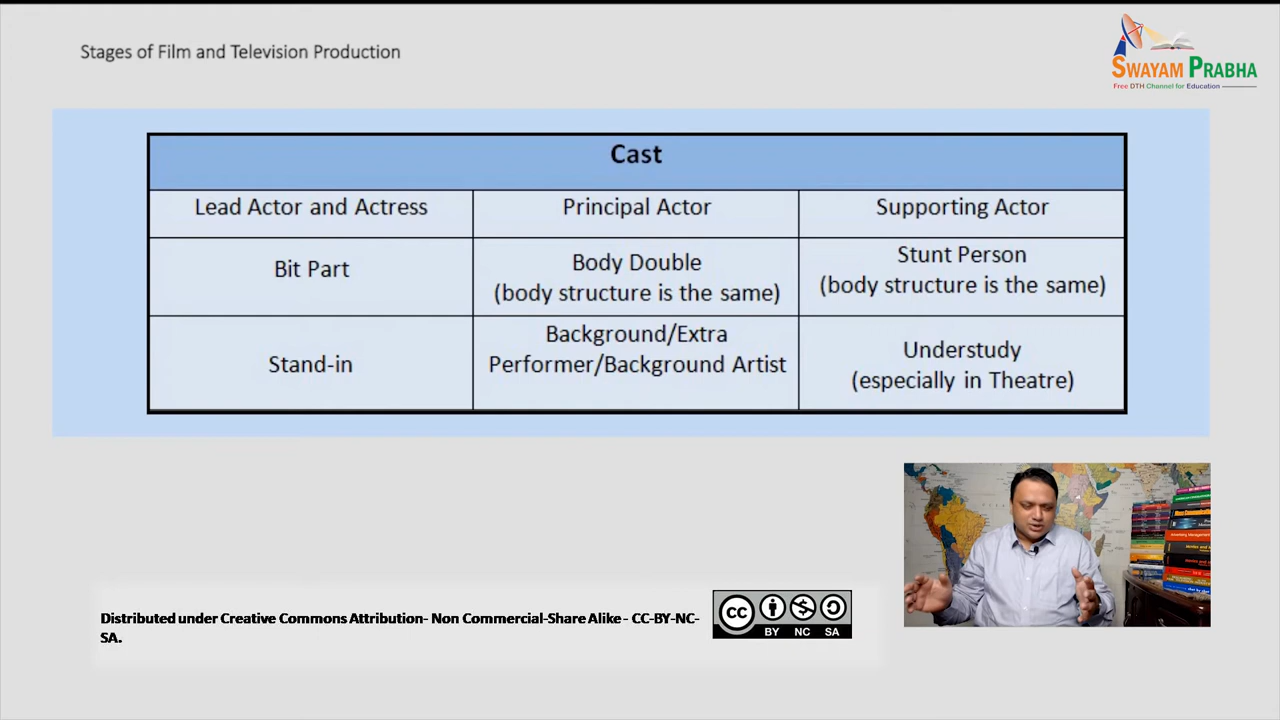 Stages of Film and Television Production
SWAYAM PRABHA
Free DTH Channel for Education
Cast
Lead Actor and Actress
Principal Actor
Supporting Actor
Bit Part
Body Double
(body structure is the same)
Stunt Person
(body structure is the same)
Stand-in
Background/Extra
Performer/Background Artist
Understudy
(especially in Theatre)
Distributed under Creative Commons Attribution- Non Commercial-Share Alike - CC-BY-NC-
SA.
CC BY NC SA